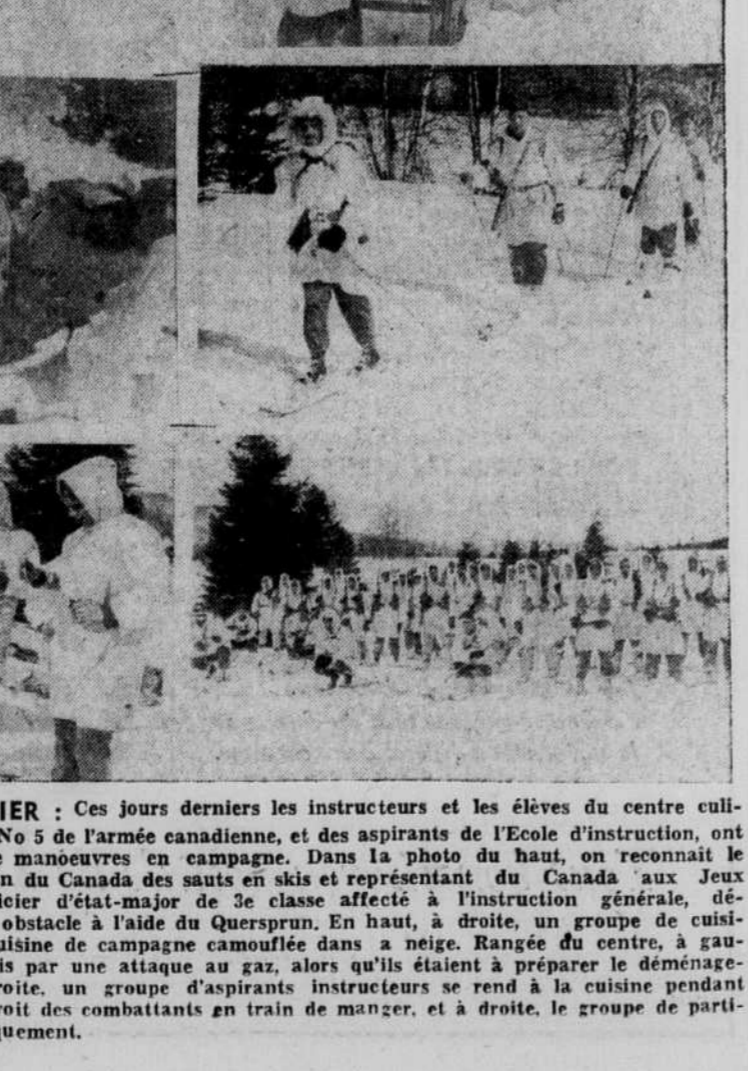 IER : Ces jours derniers les instructeurs et les élèves du centre culi-
No 5 de l'armée canadienne, et des aspirants de l'Ecole d'instruction, ont
manoeuvres en campagne. Dans la photo du haut, on reconnait le
n du Canada des sauts en skis et représentant du Canada aux Jeux
icier d'état-major de 3e classe affecté à l'instruction générale, dé-
obstacle à l'aide du Quersprun. En haut, à droite, un groupe de cuisi-
uisine de campagne camouflée dans a neige. Rangée du centre, à gau-
is par une attaque au gaz, alors qu'ils étaient à préparer le déménage-
roite, un groupe d'aspirants instructeurs se rend à la cuisine pendant
roit des combattants en train de manger, et à droite, le groupe de parti-
quement.